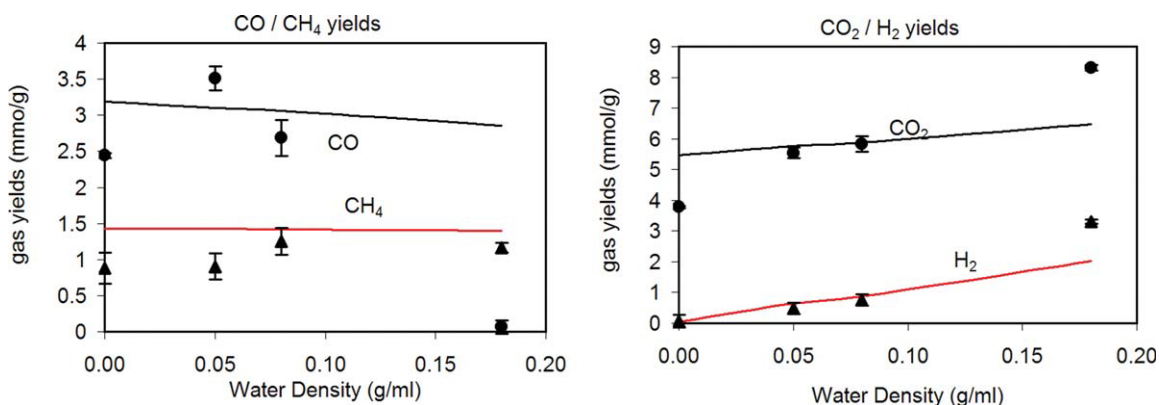 CO / CH₄ yields
gas yields (mmo/g)
4
3.5
3
2.5
2
1.5
1
0.5
0
CO
CH₄
0.00 0.05 0.10 0.15 0.20
Water Density (g/ml)
CO₂ / H₂ yields
gas yields (mmol/g)
9
8
7
6
5
4
3
2
1
0
CO₂
H₂
0.00 0.05 0.10 0.15 0.20
Water Density (g/ml)